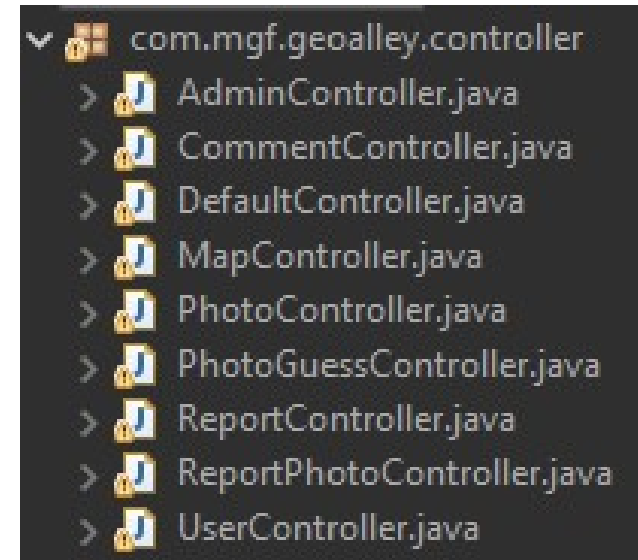 com.mgf.geoalley.controller
AdminController.java
CommentController.java
DefaultController.java
MapController.java
PhotoController.java
PhotoGuessController.java
ReportController.java
ReportPhotoController.java
UserController.java